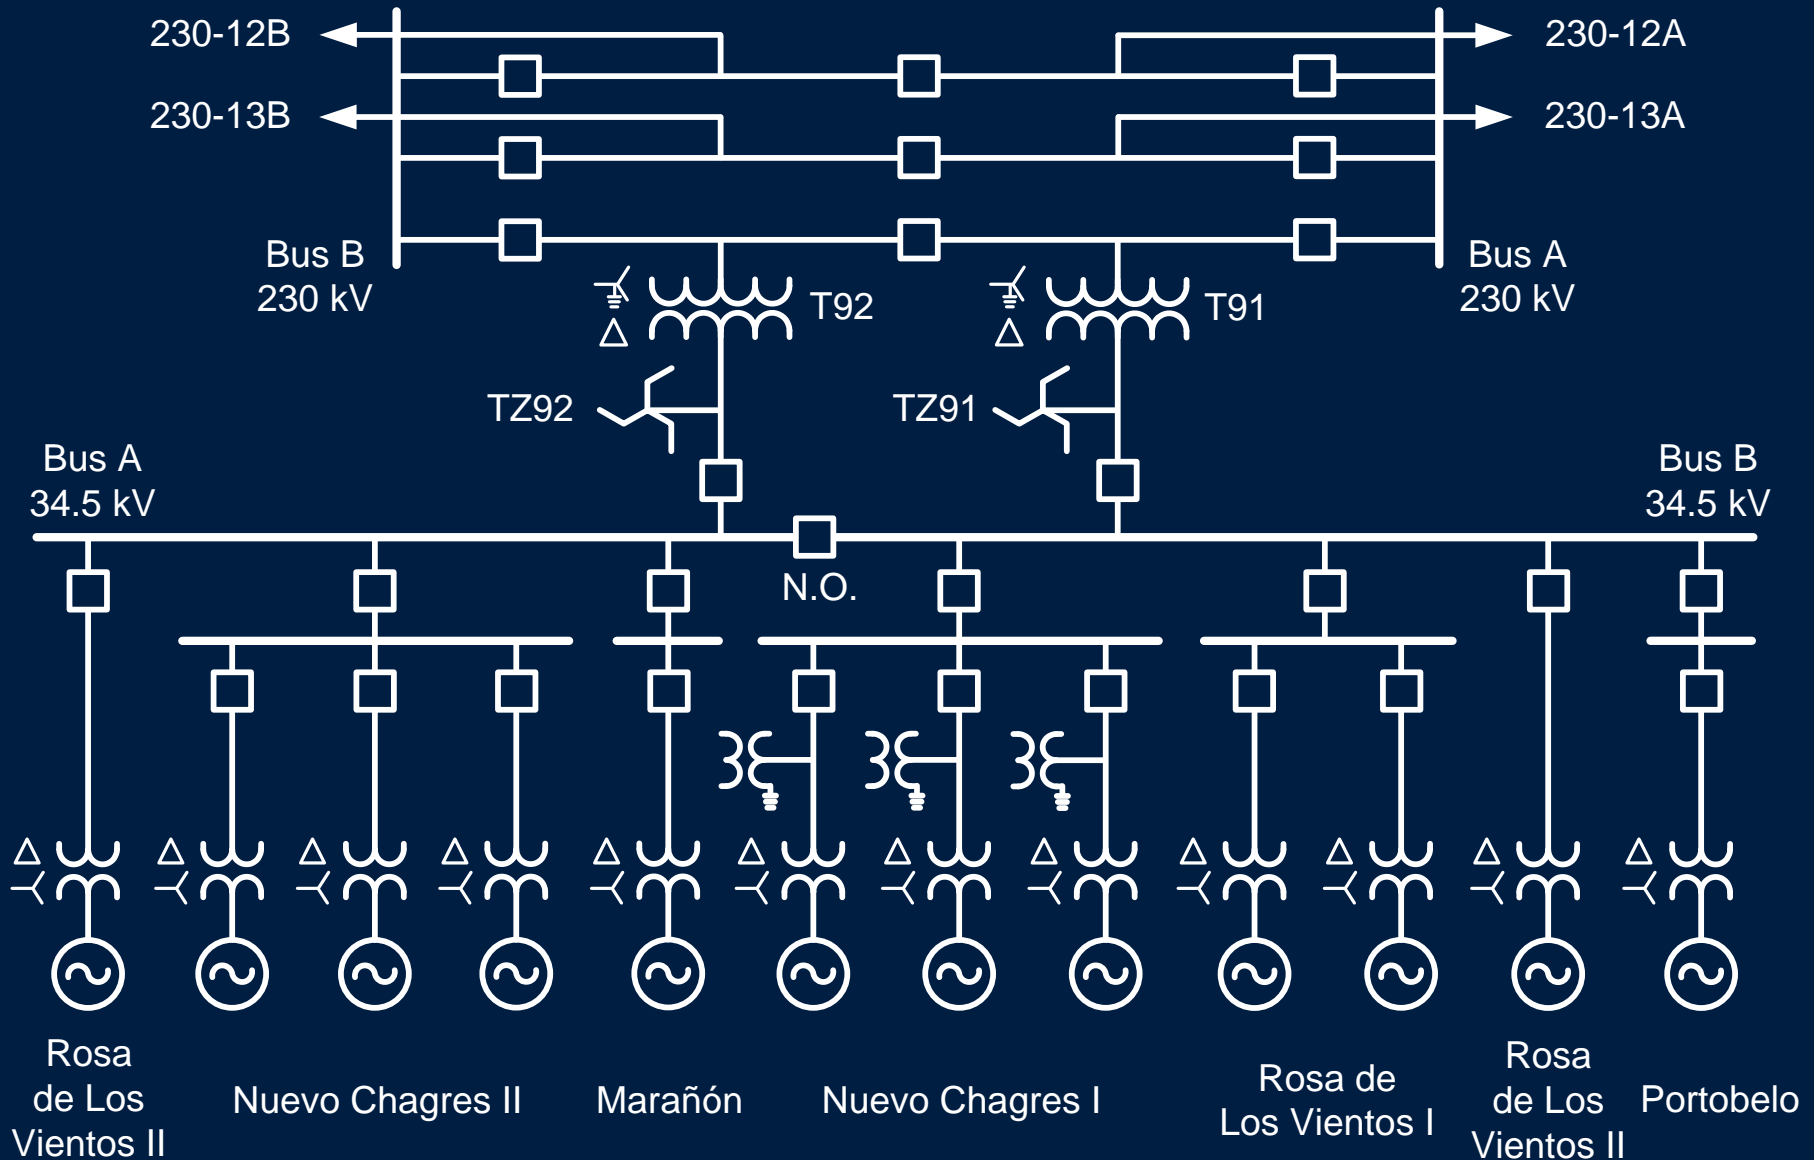 230-12B
230-12A
230-13B
230-13A
Bus B
230 kV
Bus A
230 kV
T92
T91
TZ92
TZ91
Bus A
34.5 kV
Bus B
34.5 kV
N.O.
Rosa
de Los
Vientos II
Nuevo Chagres II
Marañón
Nuevo Chagres I
Rosa de
Los Vientos I
Rosa
de Los
Vientos II
Portobelo